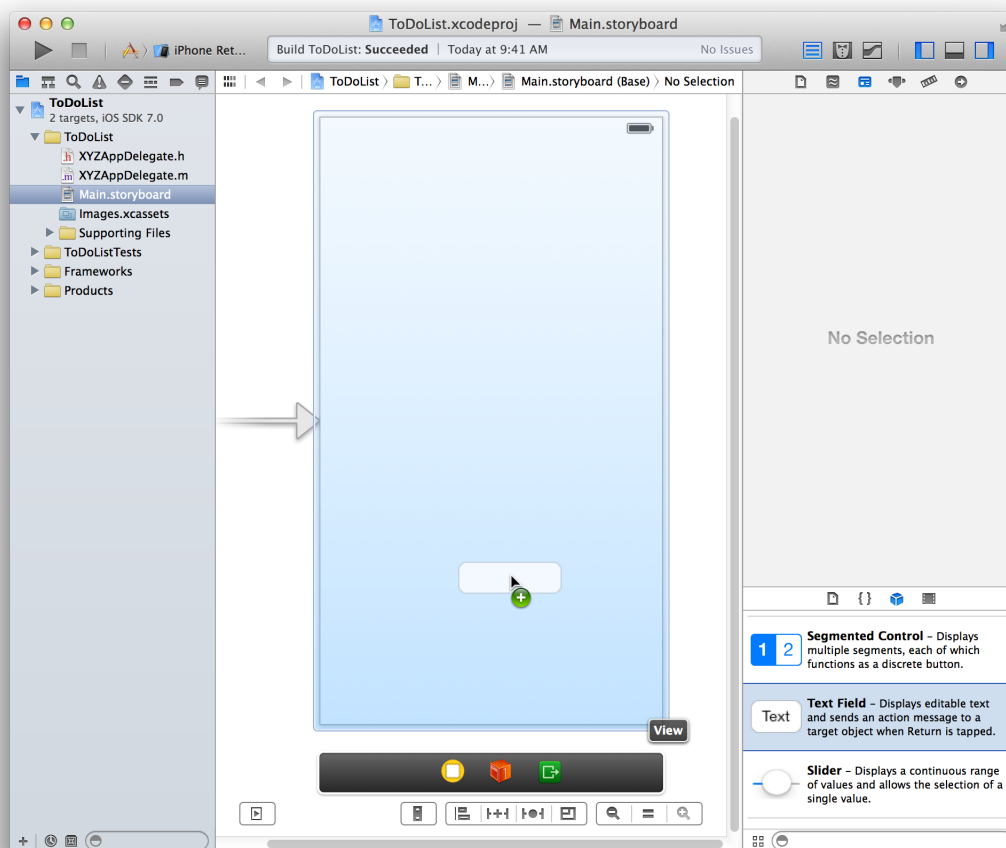 ToDoList.xcodeproj — Main.storyboard
iPhone Ret...
Build ToDoList: Succeeded | Today at 9:41 AM
No Issues
ToDoList
T...
M...
Main.storyboard (Base)
No Selection
ToDoList
2 targets, iOS SDK 7.0
ToDoList
h
XYZAppDelegate.h
m
XYZAppDelegate.m
Main.storyboard
Images.xcassets
Supporting Files
ToDoListTests
Frameworks
Products
No Selection
View
{ }
1 2
Segmented Control – Displays
multiple segments, each of which
functions as a discrete button.
Text
Text Field – Displays editable text
and sends an action message to a
target object when Return is tapped.
Slider – Displays a continuous range
of values and allows the selection of a
single value.